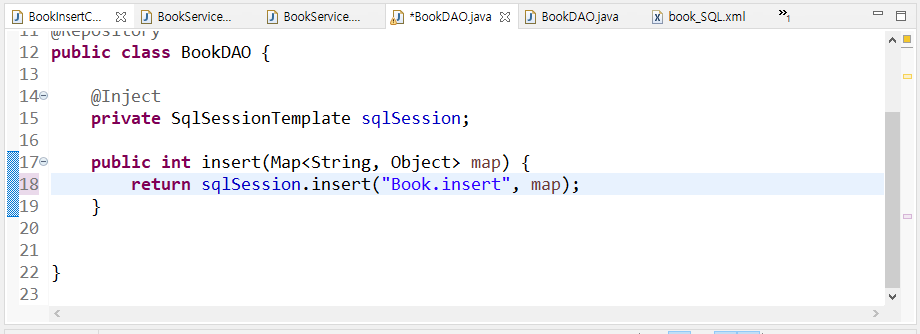 BookInsertC... BookService.... BookService.... *BookDAO.java BookDAO.java book_SQL.xml »1
11 @Repository
12 public class BookDAO {
13
14 @Inject
15 private SqlSessionTemplate sqlSession;
16
17 public int insert(Map<String, Object> map) {
18 return sqlSession.insert("Book.insert", map);
19 }
20
21
22 }
23